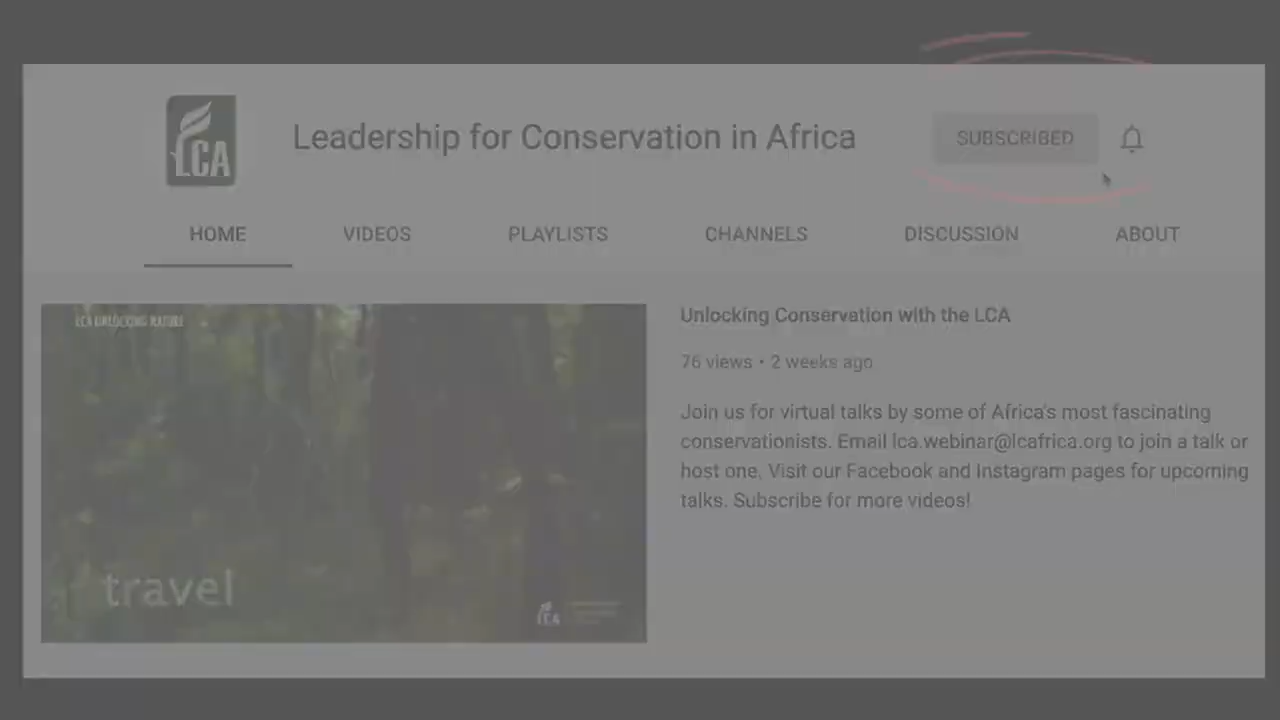 LCA
Leadership for Conservation in Africa
SUBSCRIBED
HOME
VIDEOS
PLAYLISTS
CHANNELS
DISCUSSION
ABOUT
LCA UNLOCKING NATURE
travel
LCA
Unlocking Conservation with the LCA
76 views • 2 weeks ago
Join us for virtual talks by some of Africa's most fascinating
conservationists. Email lca.webinar@lcafrica.org to join a talk or
host one. Visit our Facebook and Instagram pages for upcoming
talks. Subscribe for more videos!